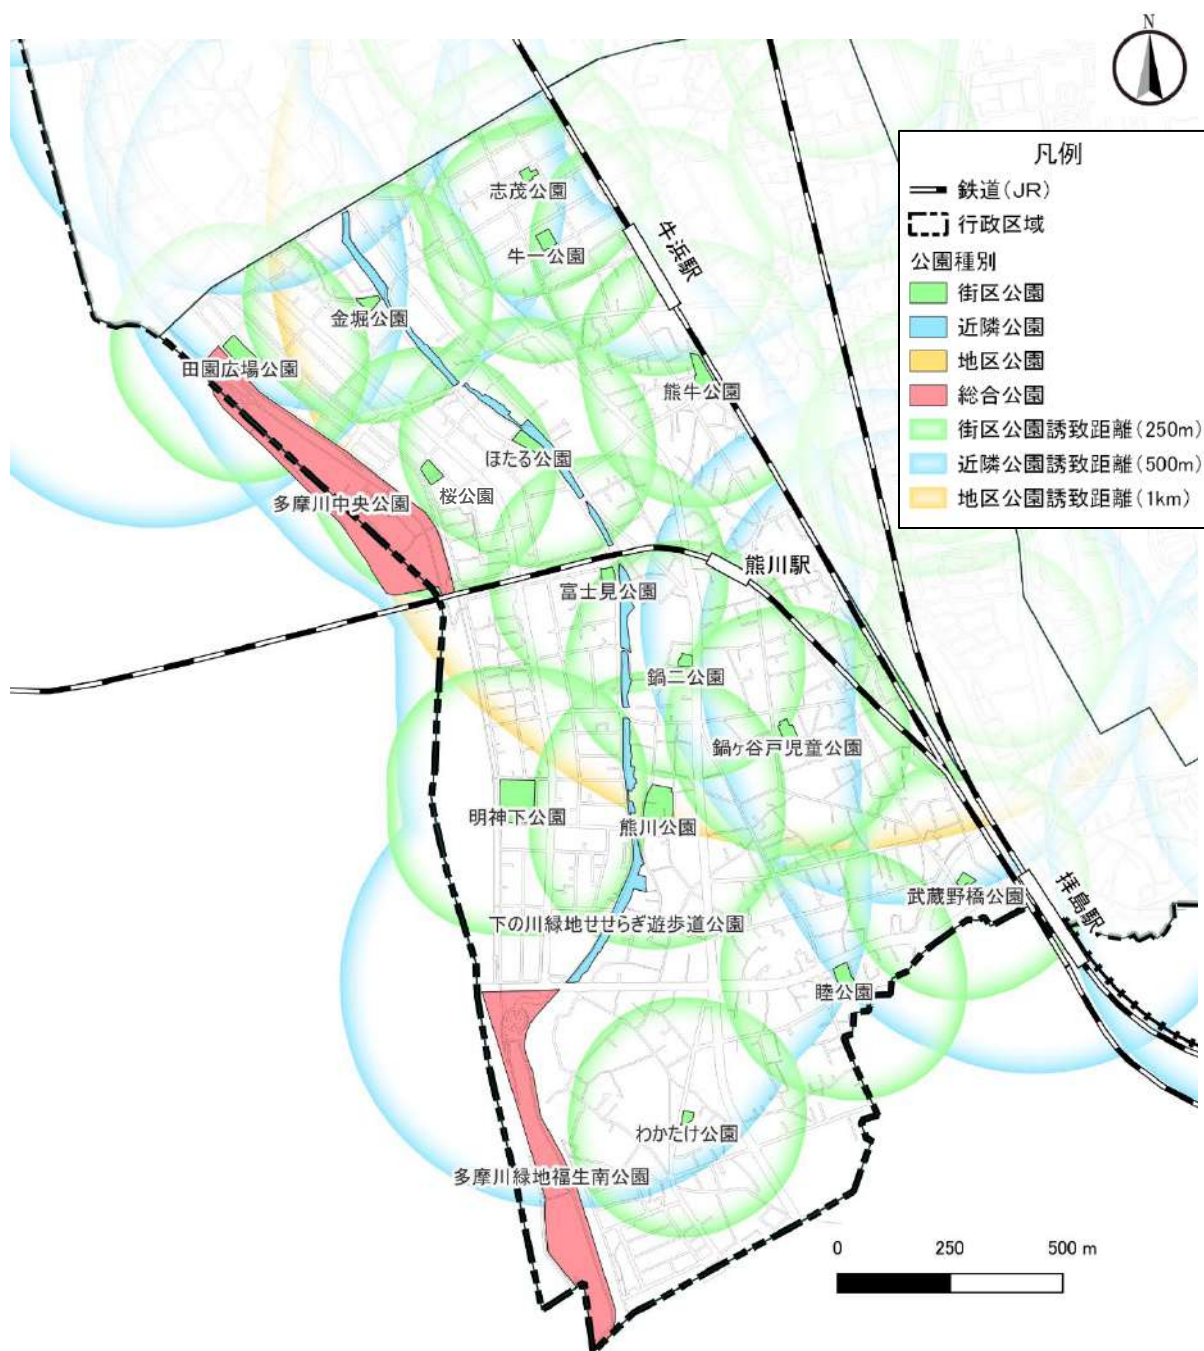 N
凡例
鉄道(JR)
行政区域
公園種別
街区公園
近隣公園
地区公園
総合公園
街区公園誘致距離(250m)
近隣公園誘致距離(500m)
地区公園誘致距離(1km)
志茂公園
牛浜駅
牛一公園
金堀公園
田園広場公園
熊牛公園
ほたる公園
桜公園
多摩川中央公園
熊川駅
富士見公園
鍋二公園
鍋ヶ谷戸児童公園
明神下公園
熊川公園
武蔵野橋公園
拝島駅
下の川緑地せせらぎ遊歩道公園
睦公園
わかたけ公園
多摩川緑地福生南公園
0 250 500 m